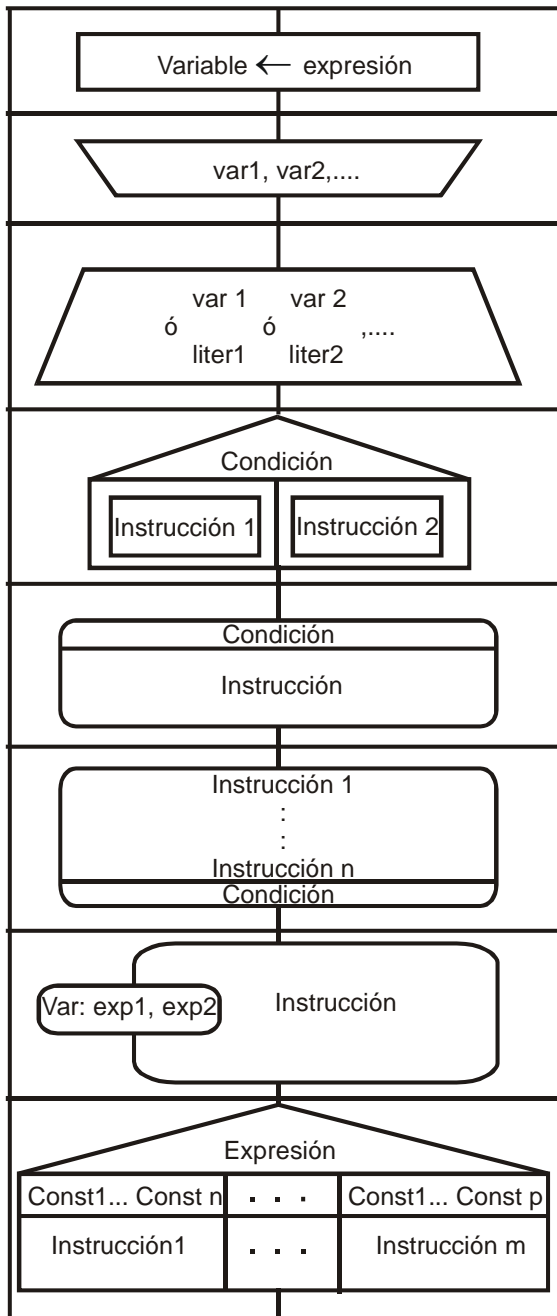 Variable ← expresión
var1, var2,....
var 1 var 2
ó ó ,....
liter1 liter2
Condición
Instrucción 1 Instrucción 2
Condición
Instrucción
Instrucción 1
:
:
Instrucción n
Condición
Var: exp1, exp2 Instrucción
Expresión
Const1... Const n . . . Const1... Const p
Instrucción1 . . . Instrucción m